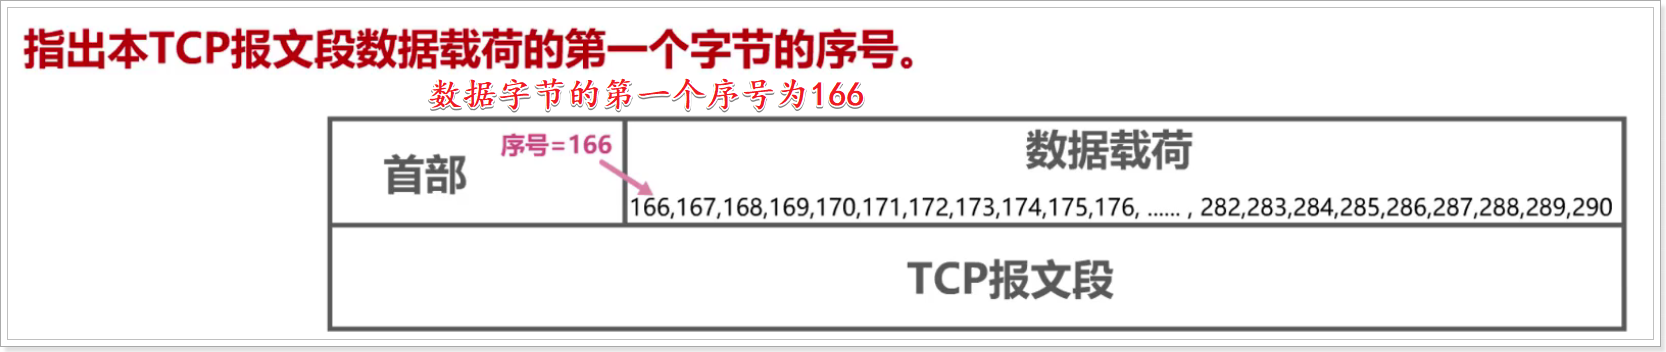 指出本TCP报文段数据载荷的第一个字节的序号。
数据字节的第一个序号为166
首部
序号=166
数据载荷
166,167,168,169,170,171,172,173,174,175,176, …… , 282,283,284,285,286,287,288,289,290
TCP报文段